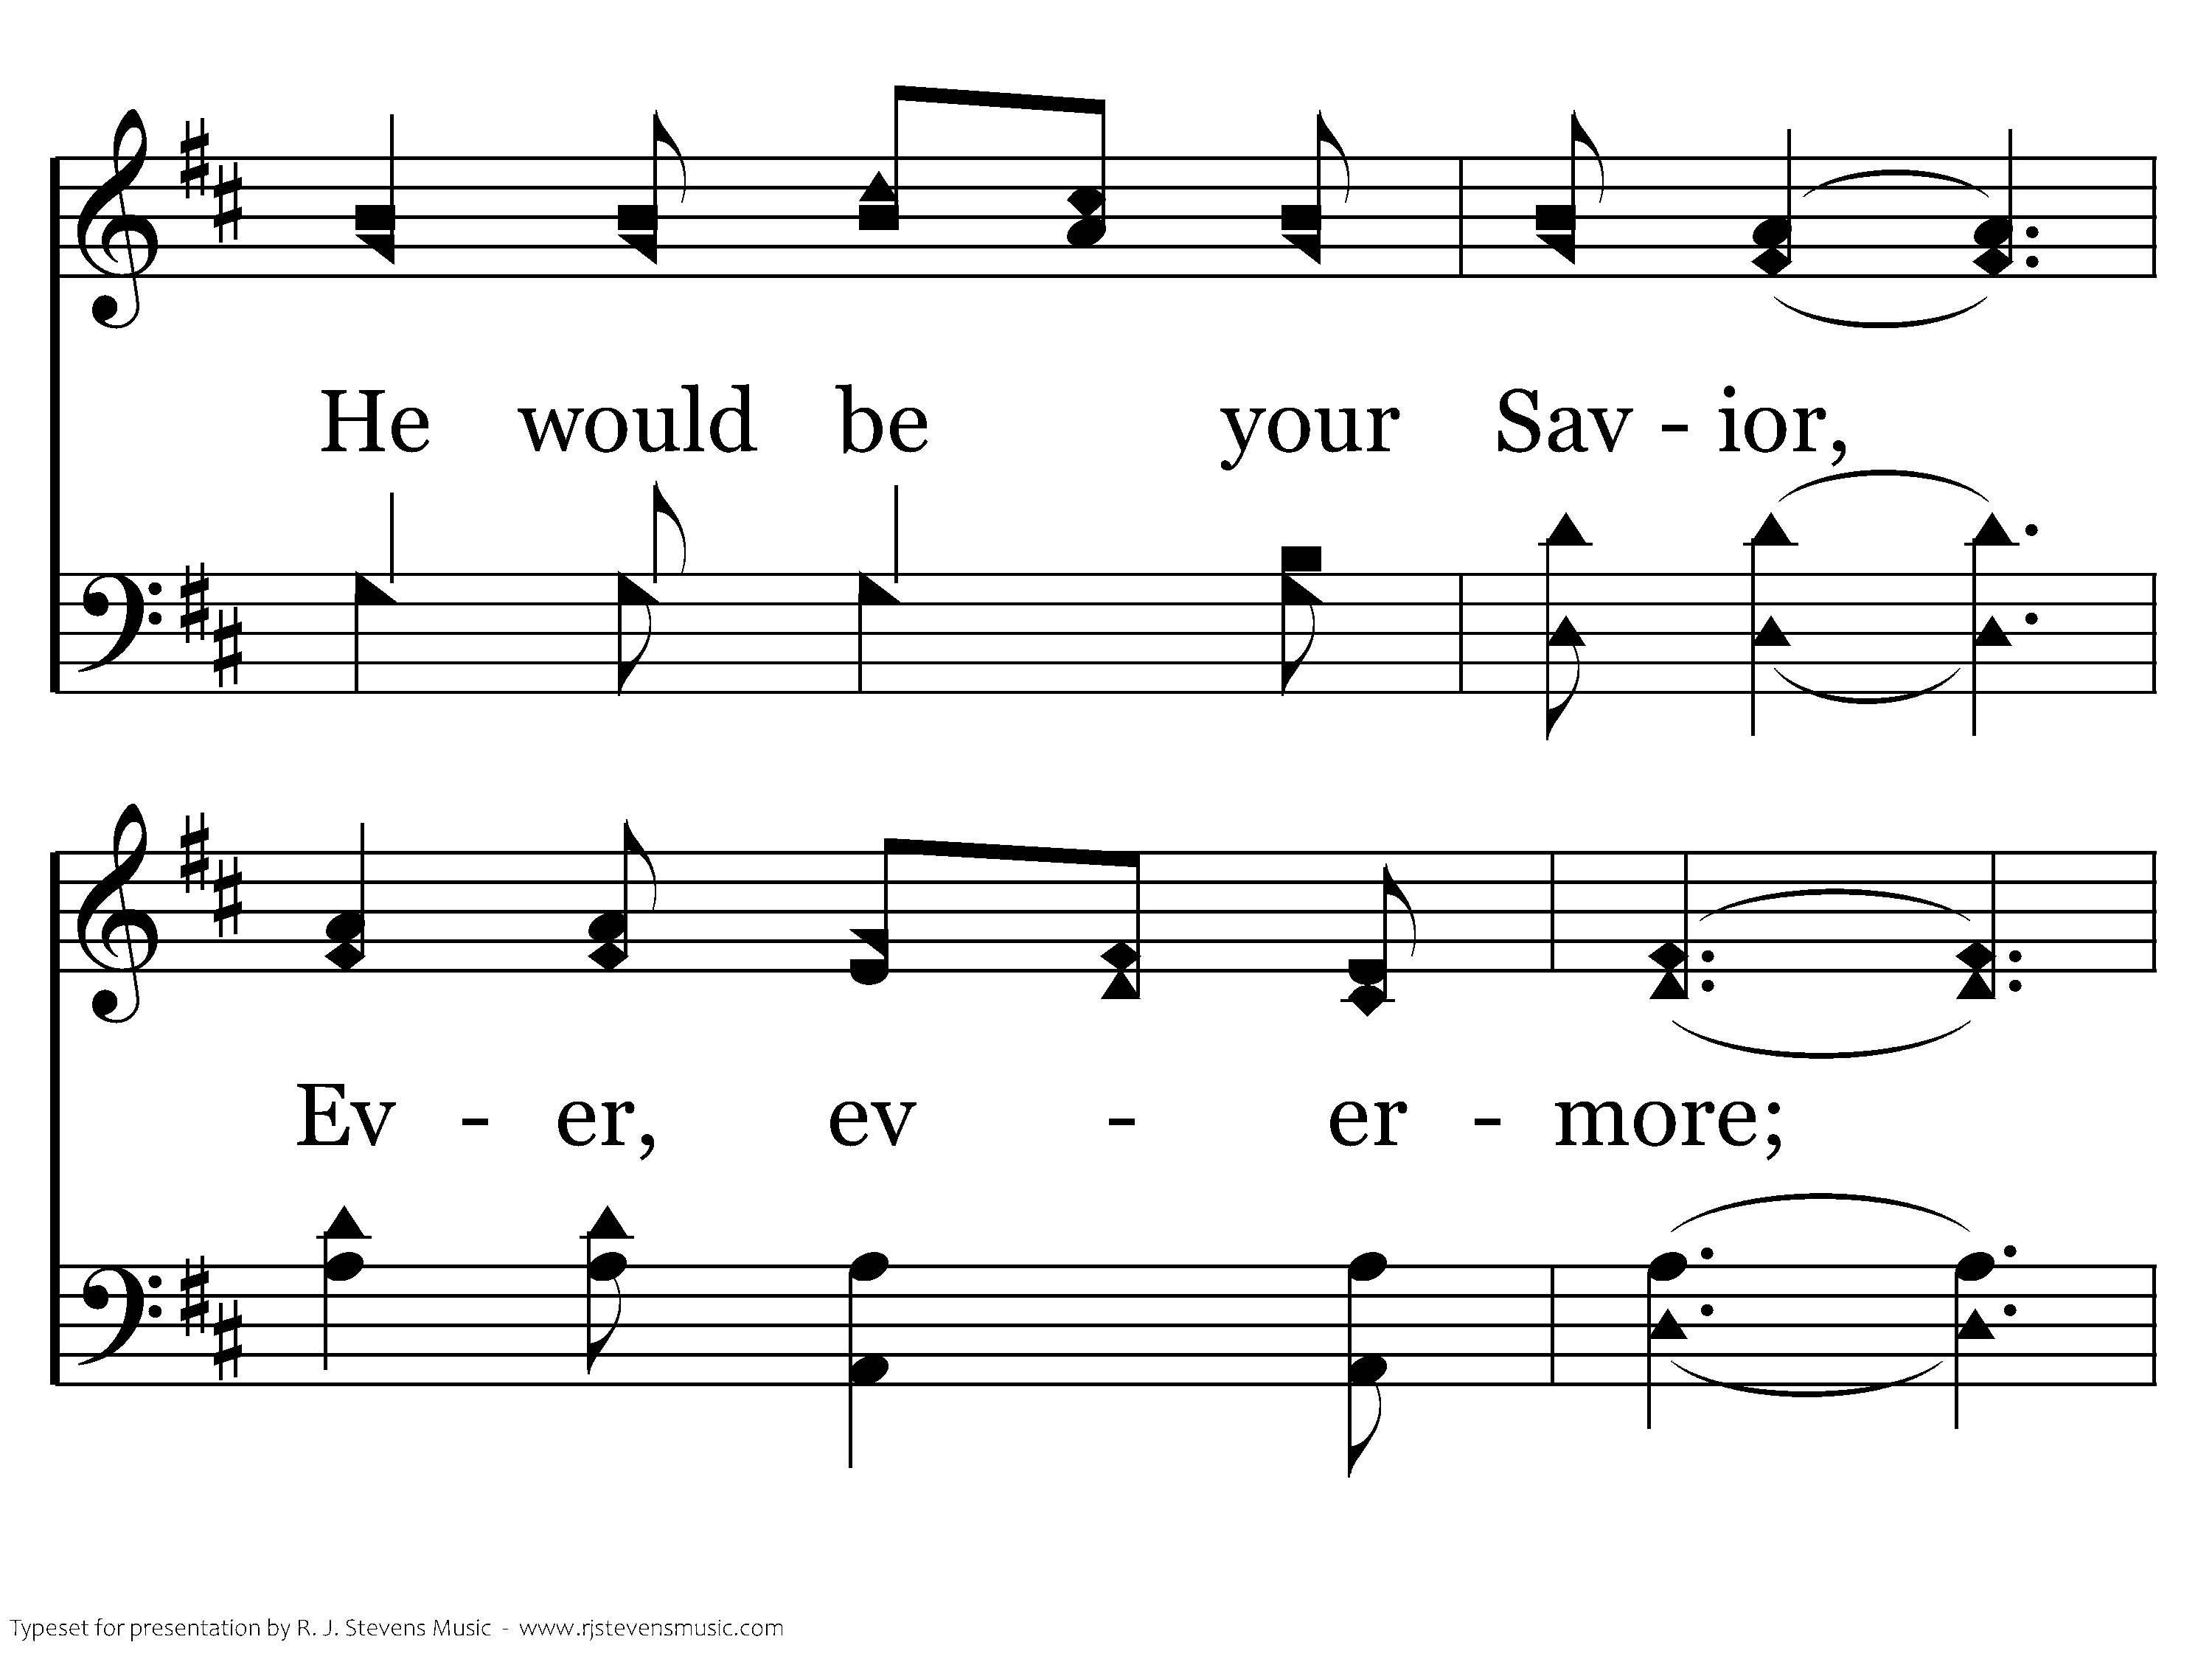 He would be your Sav - ior,
Ev - er, ev - er - more;
Typeset for presentation by R. J. Stevens Music - www.rjstevensmusic.com